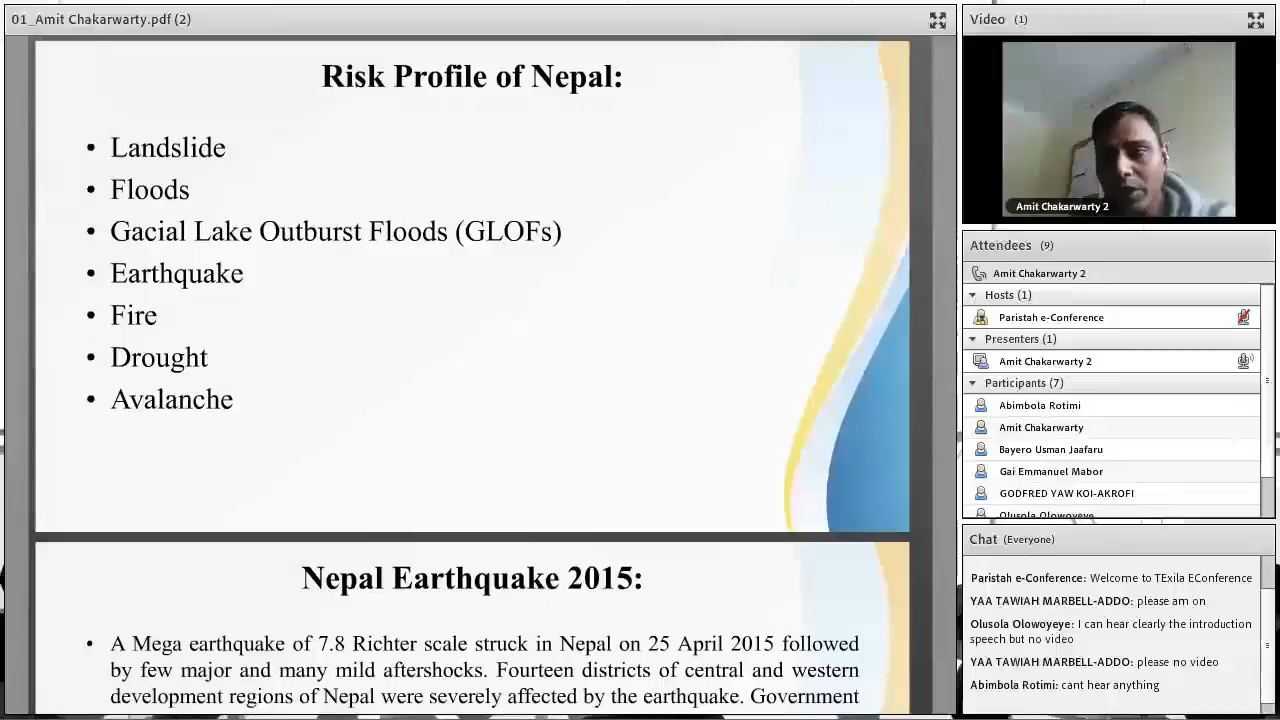 01_Amit Chakarwarty.pdf (2)
Risk Profile of Nepal:
• Landslide
• Floods
• Gacial Lake Outburst Floods (GLOFs)
• Earthquake
• Fire
• Drought
• Avalanche
Nepal Earthquake 2015:
• A Mega earthquake of 7.8 Richter scale struck in Nepal on 25 April 2015 followed
by few major and many mild aftershocks. Fourteen districts of central and western
development regions of Nepal were severely affected by the earthquake. Government
Video (1)
Amit Chakarwarty 2
Attendees (9)
Amit Chakarwarty 2
Hosts (1)
Paristah e-Conference
Presenters (1)
Amit Chakarwarty 2
Participants (7)
Abimbola Rotimi
Amit Chakarwarty
Bayero Usman Jaafaru
Gai Emmanuel Mabor
GODFRED YAW KOI-AKROFI
Olusola Olowoyeye
Chat (Everyone)
Paristah e-Conference: Welcome to TExila EConference
YAA TAWIAH MARBELL-ADDO: please am on
Olusola Olowoyeye: I can hear clearly the introduction
speech but no video
YAA TAWIAH MARBELL-ADDO: please no video
Abimbola Rotimi: cant hear anything